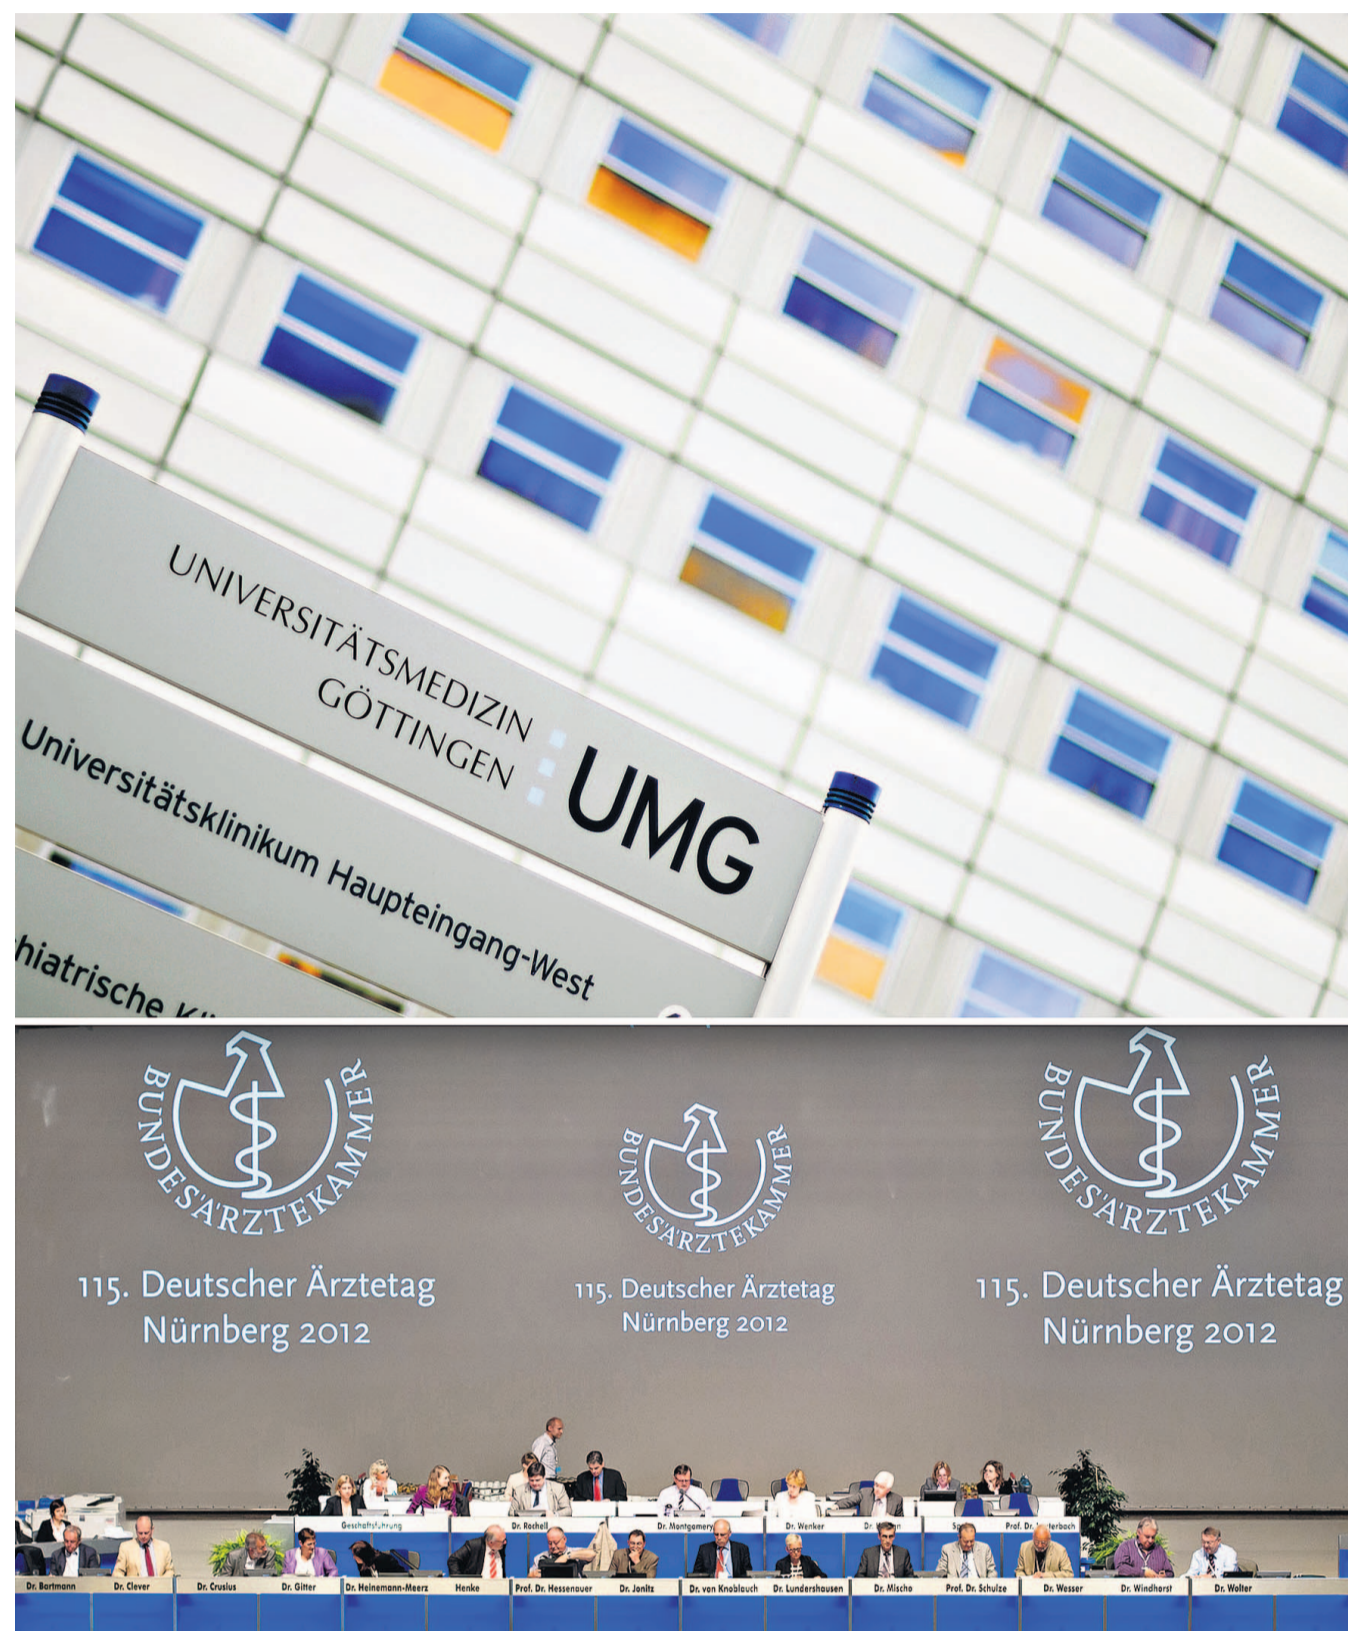 UNIVERSITÄTSMEDIZIN
GÖTTINGEN
UMG
Universitätsklinikum Haupteingang-West
hiatrische
BUNDESÄRZTEKAMMER
115. Deutscher Ärztetag
Nürnberg 2012
BUNDESÄRZTEKAMMER
115. Deutscher Ärztetag
Nürnberg 2012
BUNDESÄRZTEKAMMER
115. Deutscher Ärztetag
Nürnberg 2012
Geschäftsführung Dr. Rochell Dr. Montgomery Dr. Wenker Dr. Prof. Dr.
Dr. Bartmann Dr. Clever Dr. Crusius Dr. Gitter Dr. Heinemann-Meerz Henke Prof. Dr. Hessenauer Dr. Jonitz Dr. von Knoblauch Dr. Lundershausen Dr. Mischo Prof. Dr. Schulze Dr. Wesser Dr. Windhorst Dr. Wolter